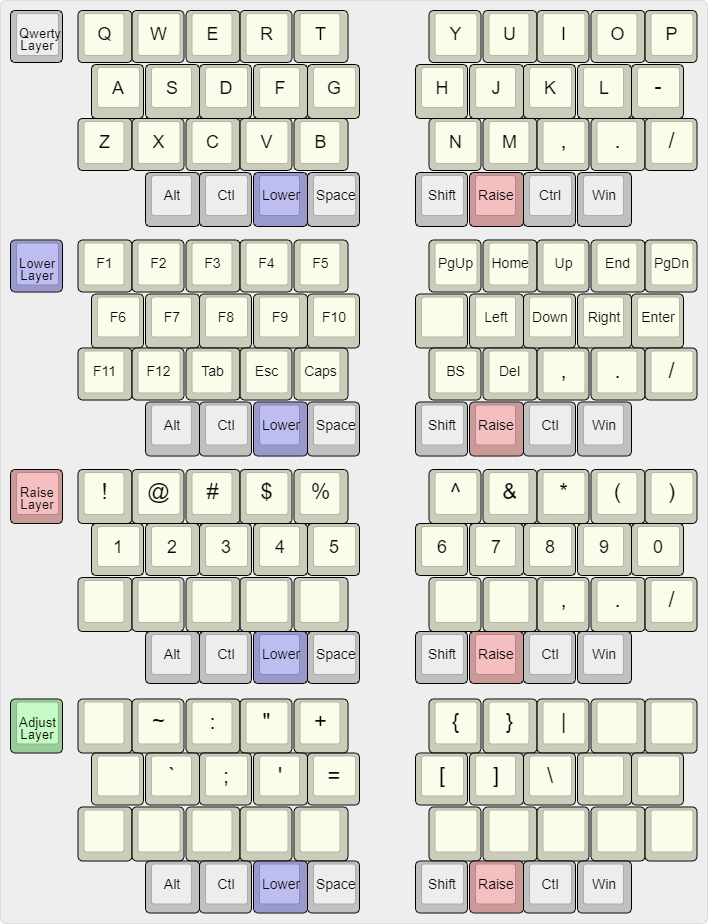 Qwerty Layer Q W E R T Y U I O P
A S D F G H J K L -
Z X C V B N M , . /
Alt Ctl Lower Space Shift Raise Ctrl Win
Lower Layer F1 F2 F3 F4 F5 PgUp Home Up End PgDn
F6 F7 F8 F9 F10 Left Down Right Enter
F11 F12 Tab Esc Caps BS Del , . /
Alt Ctl Lower Space Shift Raise Ctl Win
Raise Layer ! @ # $ % ^ & * ( )
1 2 3 4 5 6 7 8 9 0
, . /
Alt Ctl Lower Space Shift Raise Ctl Win
Adjust Layer ~ : " + { } |
` ; ' = [ ] \
Alt Ctl Lower Space Shift Raise Ctl Win